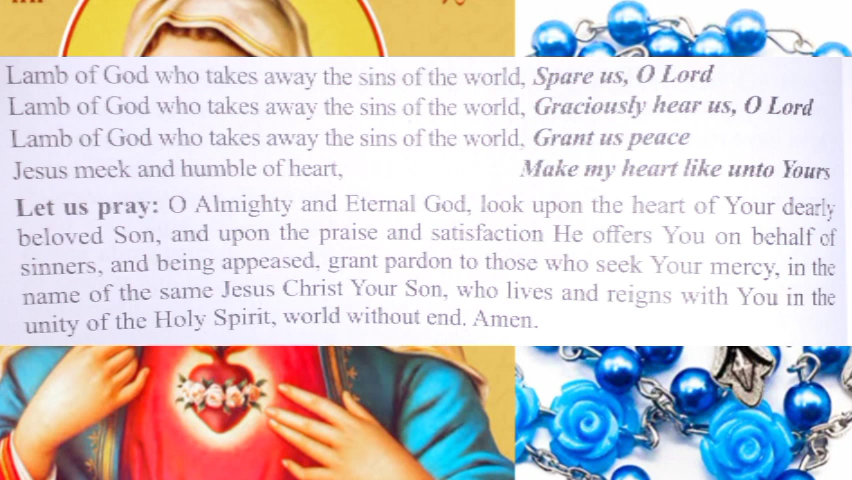 Lamb of God who takes away the sins of the world, Spare us, O Lord
Lamb of God who takes away the sins of the world, Graciously hear us, O Lord
Lamb of God who takes away the sins of the world, Grant us peace
Jesus meek and humble of heart, Make my heart like unto Yours
Let us pray: O Almighty and Eternal God, look upon the heart of Your dearly
beloved Son, and upon the praise and satisfaction He offers You on behalf of
sinners, and being appeased, grant pardon to those who seek Your mercy, in the
name of the same Jesus Christ Your Son, who lives and reigns with You in the
unity of the Holy Spirit, world without end. Amen.